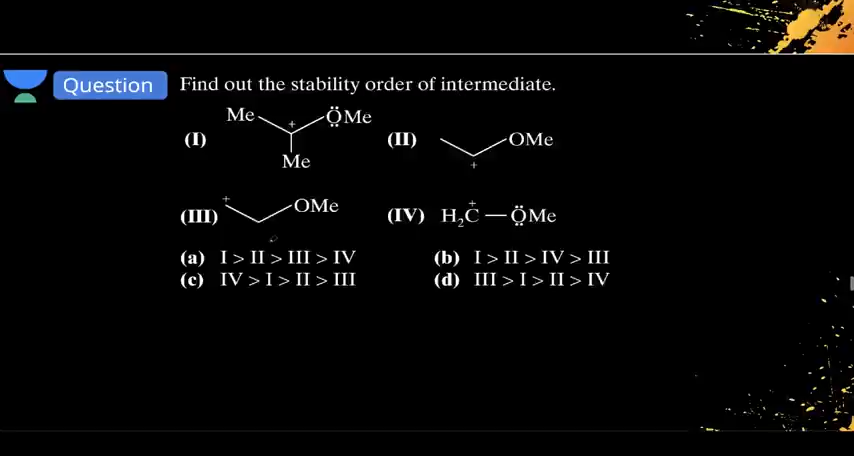 Question Find out the stability order of intermediate.
(I) Me + ÖMe Me (II) OMe +
(III) + OMe (IV) H₂C⁺ — ÖMe
(a) I > II > III > IV (b) I > II > IV > III
(c) IV > I > II > III (d) III > I > II > IV